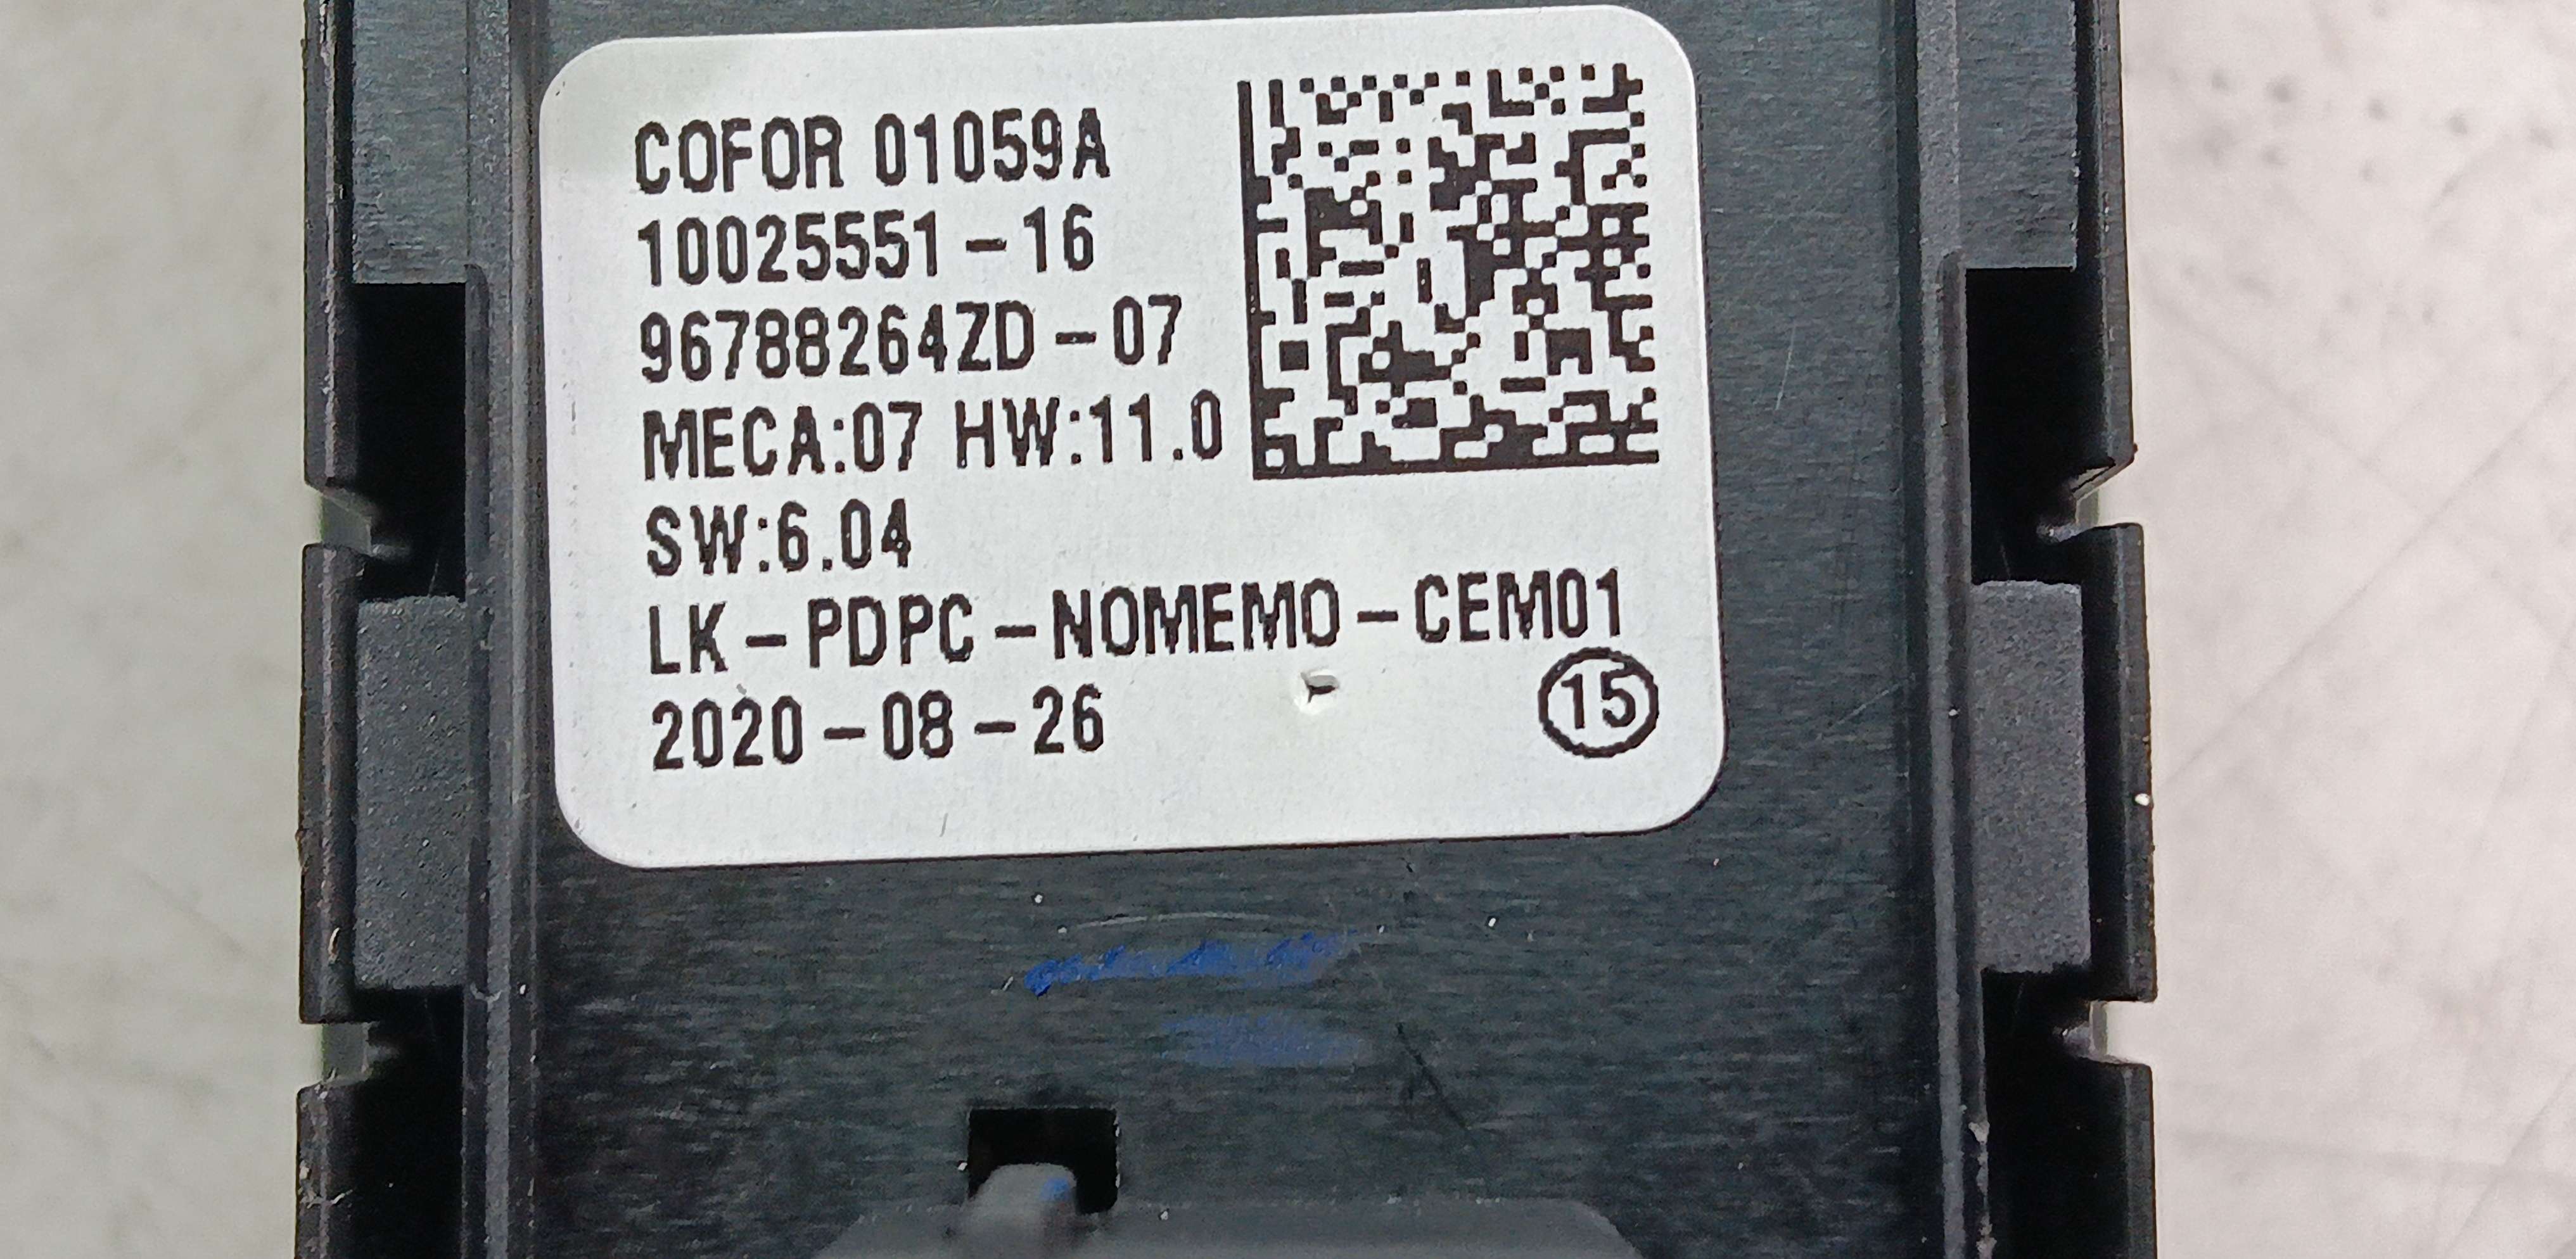 COFOR 01059A
10025551-16
96788264ZD-07
MECA:07 HW:11.0
SW:6.04
LK-PDPC-NOMEMO-CEM01
2020-08-26
15